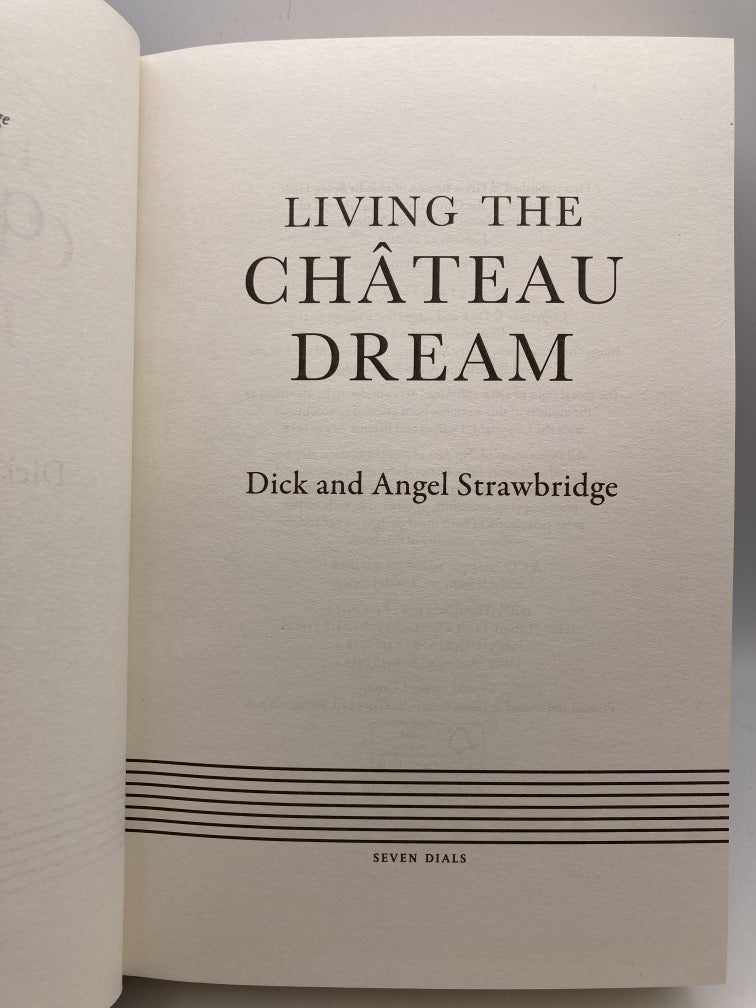 LIVING THE
CHÂTEAU
DREAM
Dick and Angel Strawbridge
SEVEN DIALS